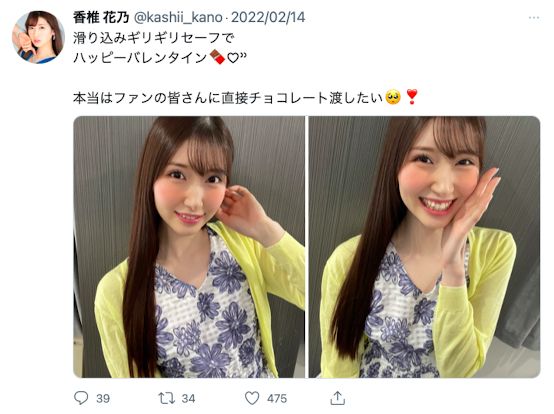 香椎 花乃 @kashii_kano · 2022/02/14
滑り込みギリギリセーフで
ハッピーバレンタイン🍫♡”
本当はファンの皆さんに直接チョコレート渡したい🥺❣️
39 34 475